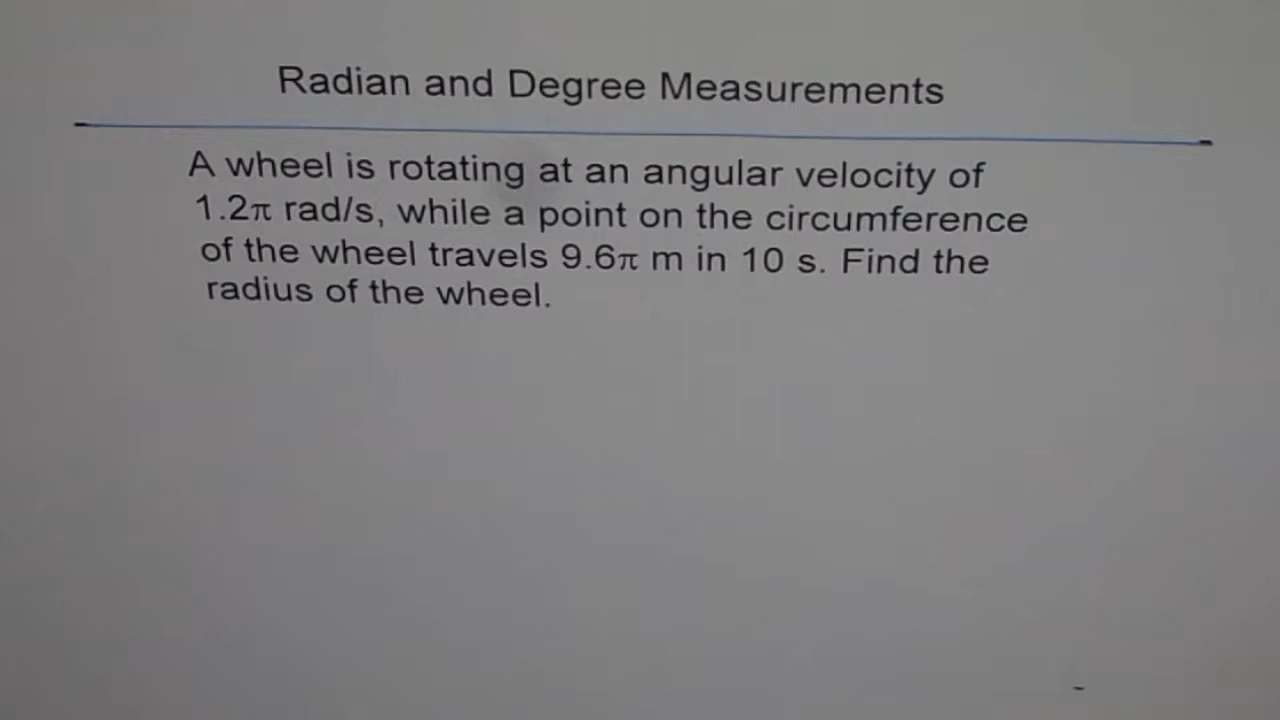 Radian and Degree Measurements
A wheel is rotating at an angular velocity of
1.2π rad/s, while a point on the circumference
of the wheel travels 9.6π m in 10 s. Find the
radius of the wheel.